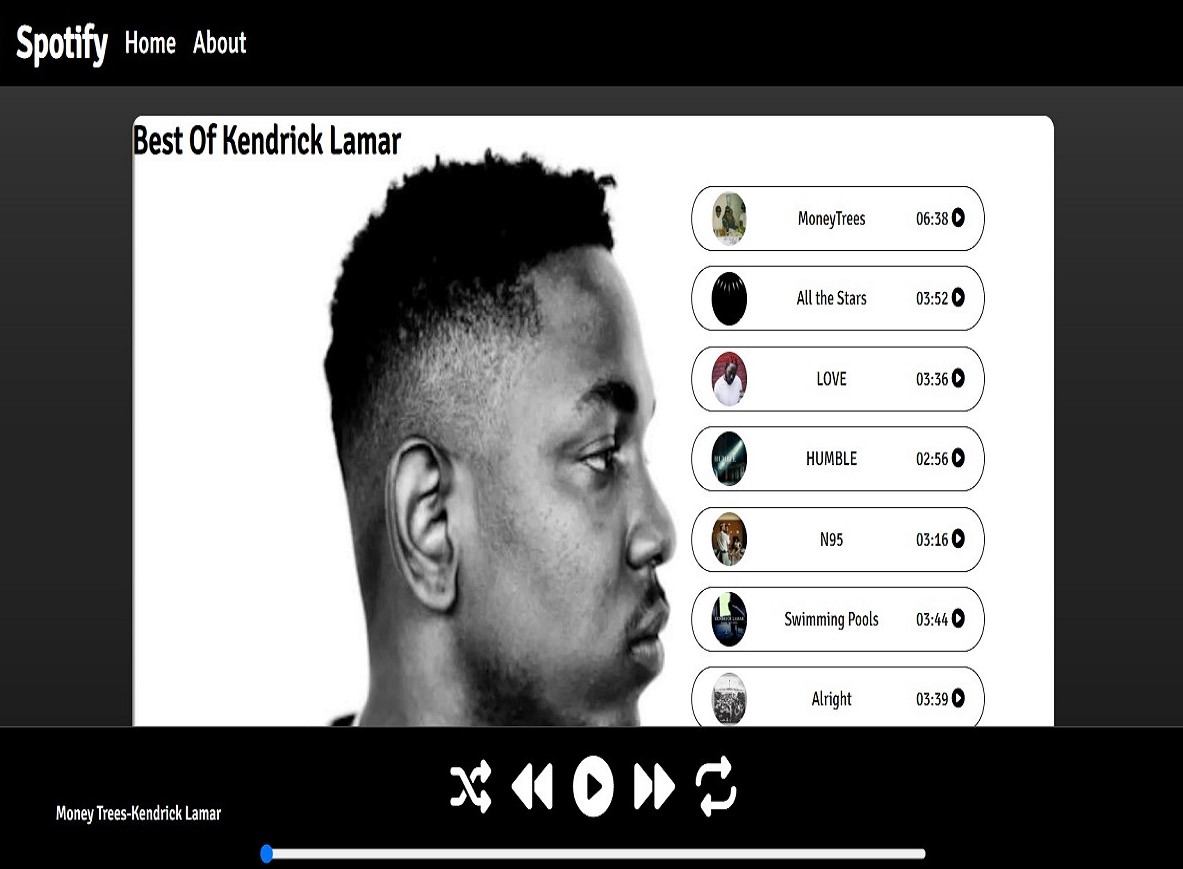 Spotify Home About
Best Of Kendrick Lamar
MoneyTrees 06:38
All the Stars 03:52
LOVE 03:36
HUMBLE 02:56
N95 03:16
Swimming Pools 03:44
Alright 03:39
Money Trees-Kendrick Lamar